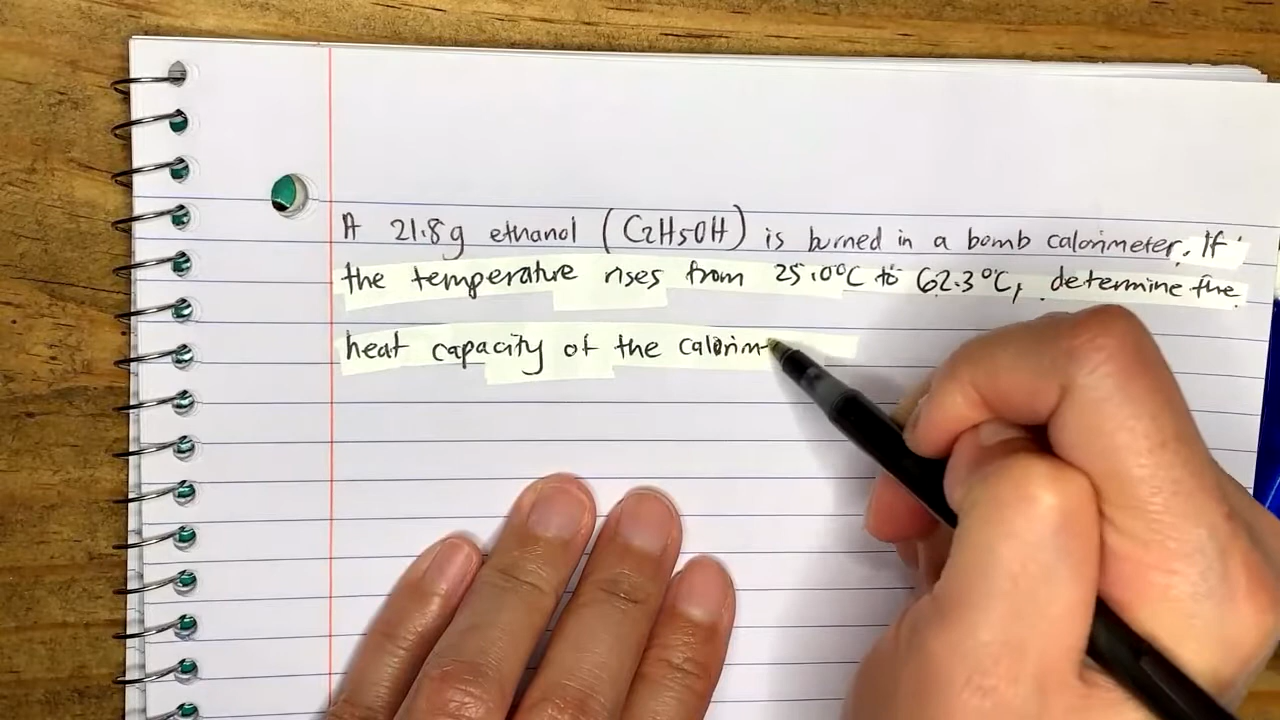 A 21.8g ethanol (C2H5OH) is burned in a bomb calorimeter. If
the temperature rises from 25.0°C to 62.3°C, determine the
heat capacity of the calorim